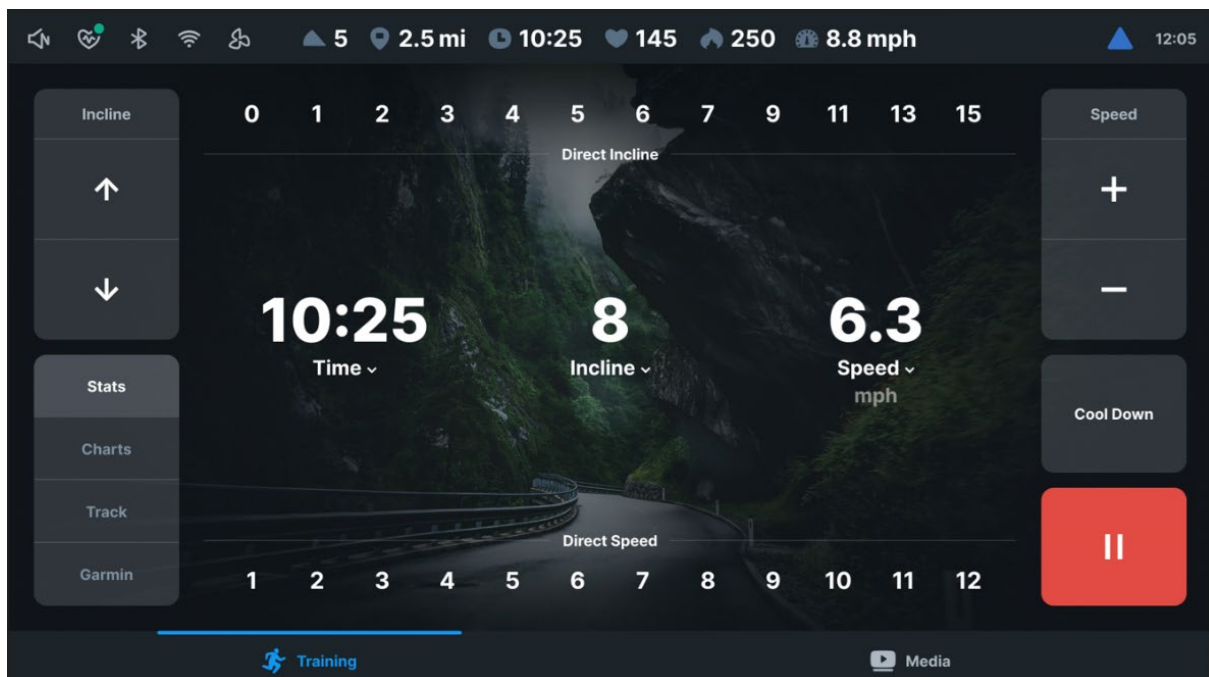 5 2.5 mi 10:25 145 250 8.8 mph 12:05
Incline
0 1 2 3 4 5 6 7 9 11 13 15
Direct Incline
Speed
10:25
Time
8
Incline
6.3
Speed
mph
Stats
Charts
Track
Garmin
Cool Down
Direct Speed
1 2 3 4 5 6 7 8 9 10 11 12
Training
Media